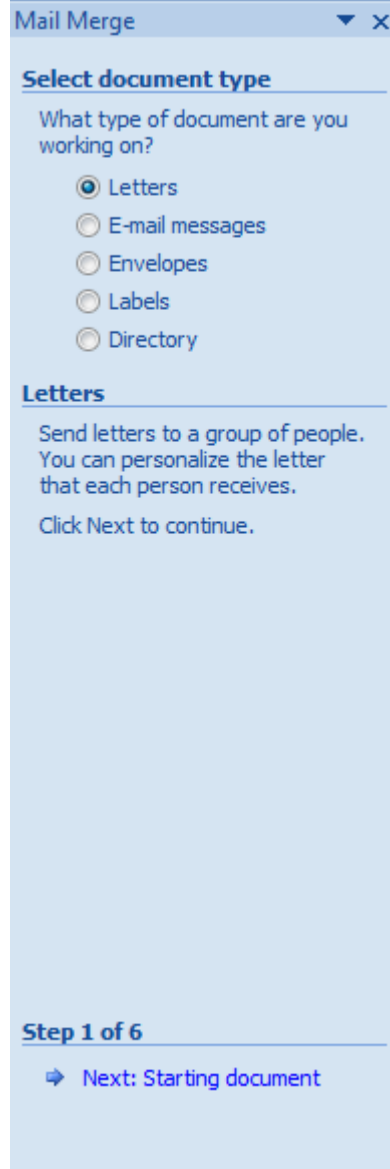 Mail Merge
Select document type
What type of document are you
working on?
Letters
E-mail messages
Envelopes
Labels
Directory
Letters
Send letters to a group of people.
You can personalize the letter
that each person receives.
Click Next to continue.
Step 1 of 6
Next: Starting document